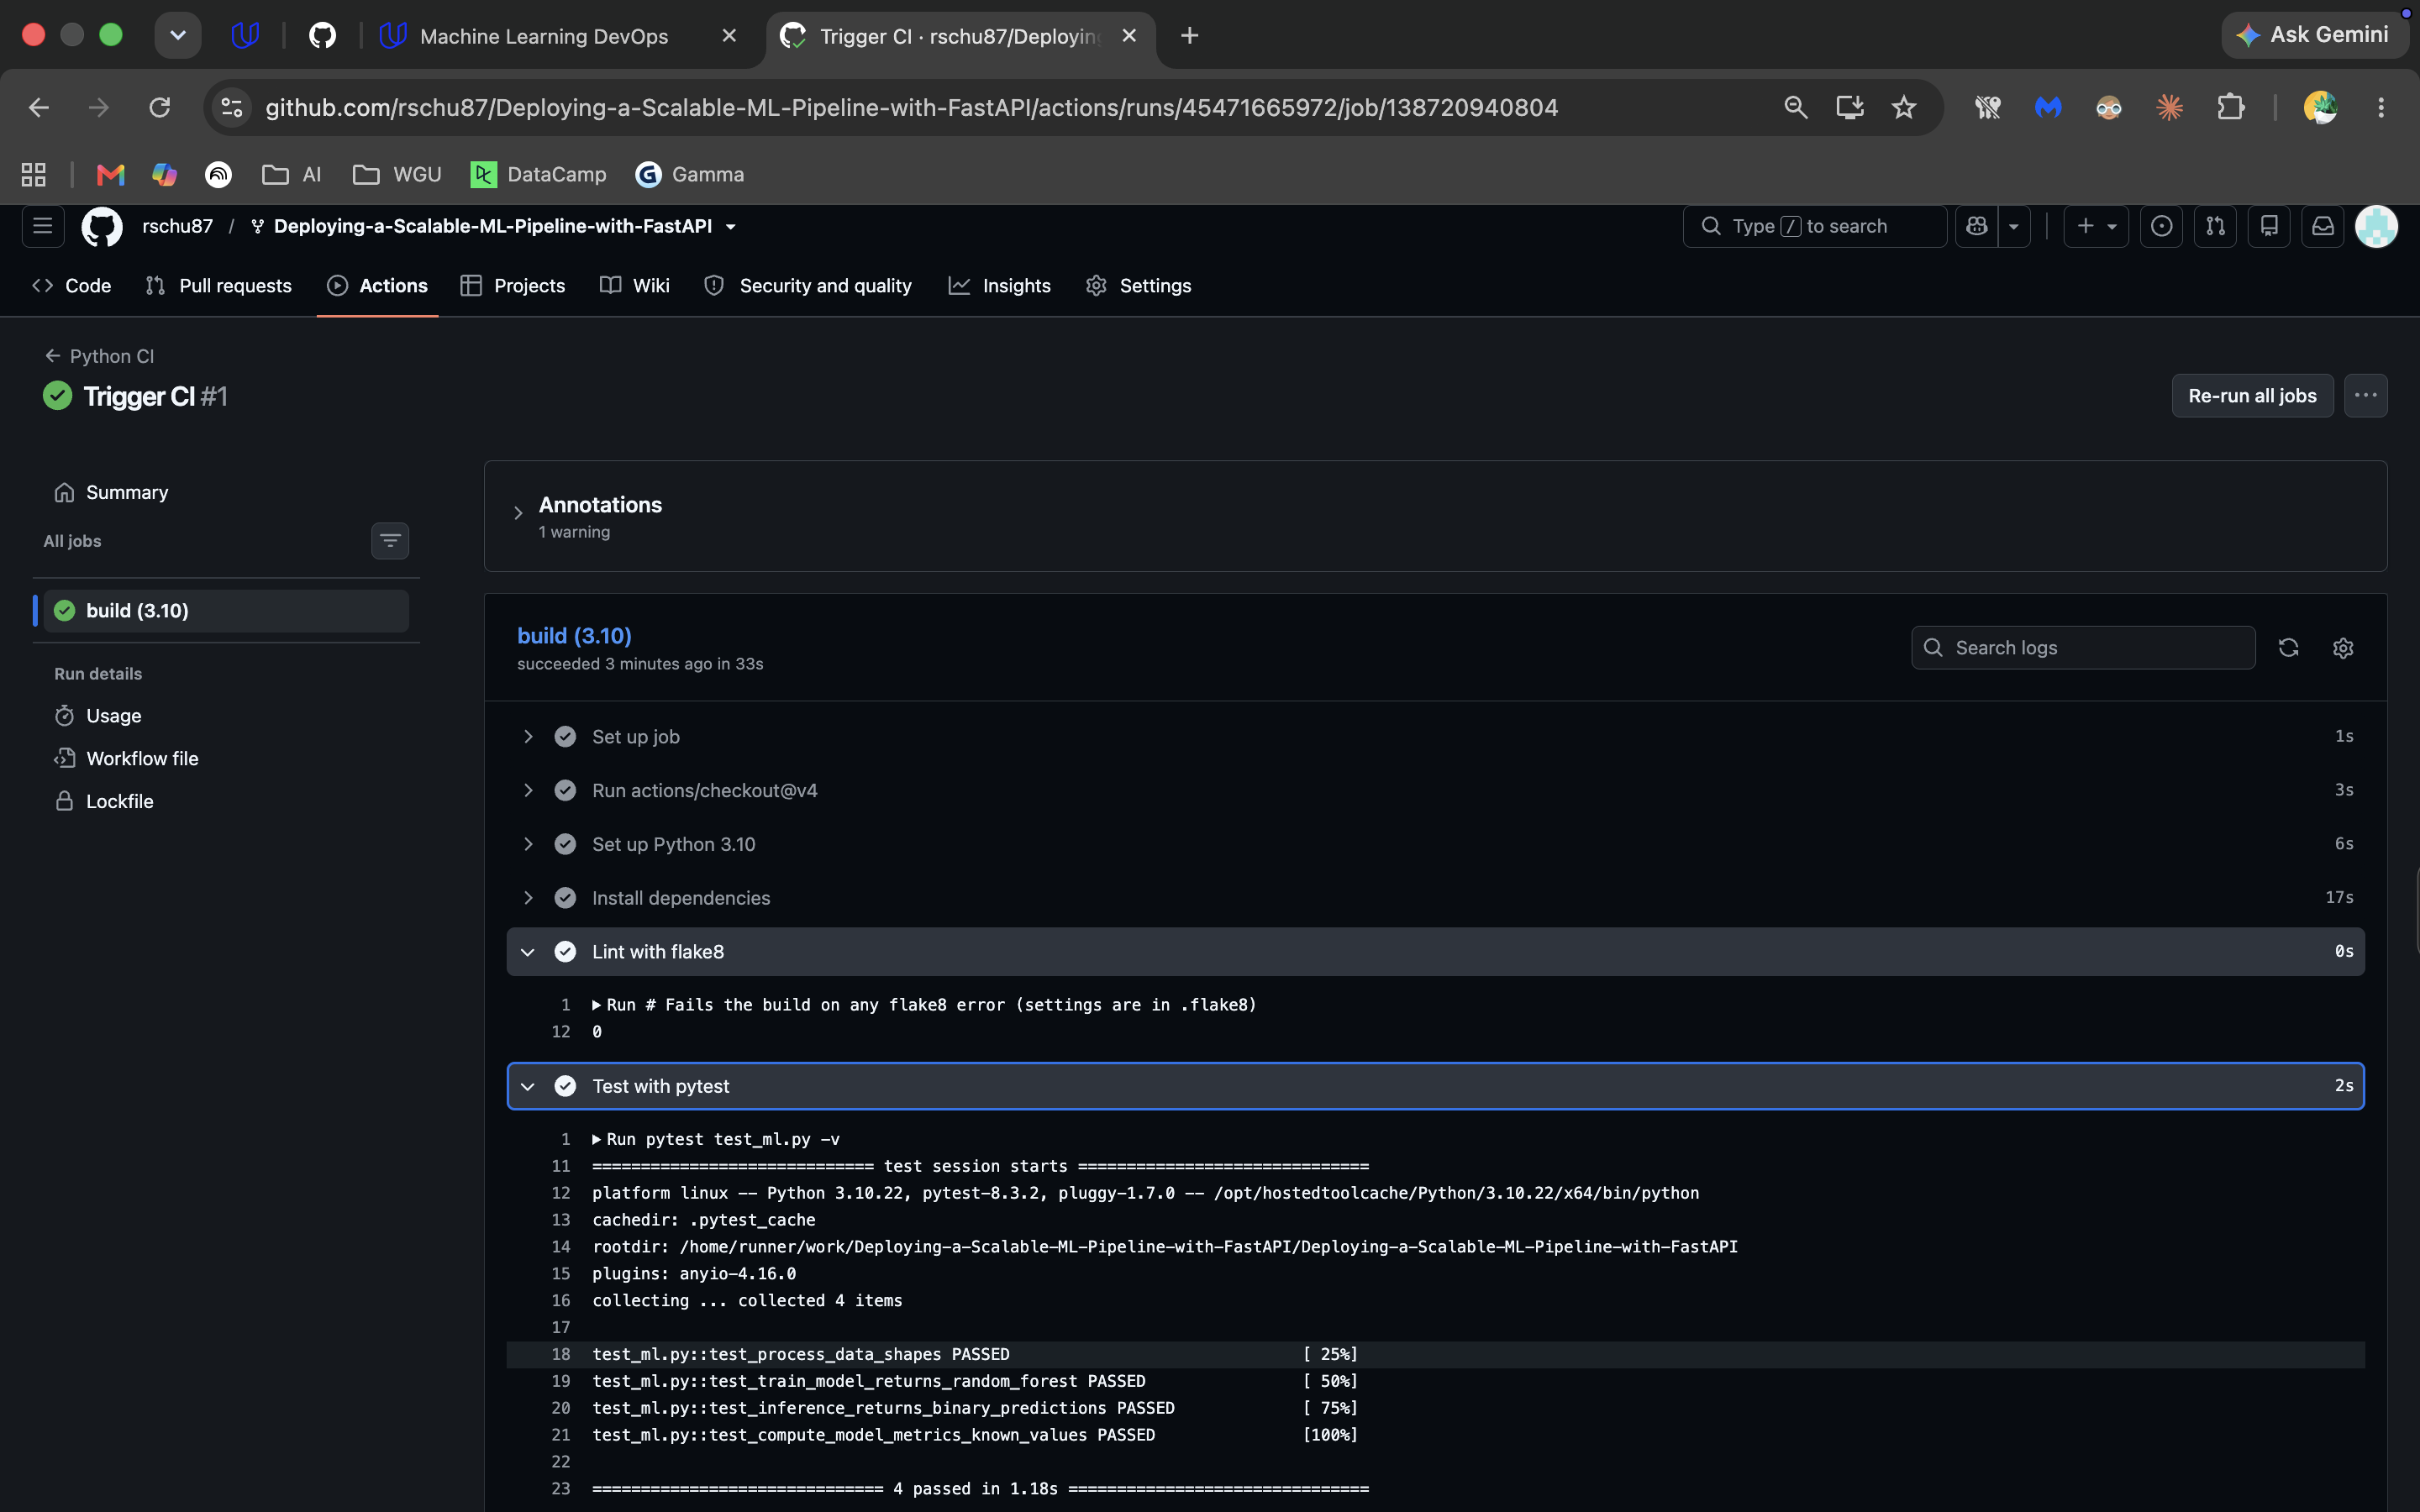 Machine Learning DevOps
Trigger CI · rschu87/Deploying
Ask Gemini
github.com/rschu87/Deploying-a-Scalable-ML-Pipeline-with-FastAPI/actions/runs/45471665972/job/138720940804
AI
WGU
DataCamp
Gamma
rschu87 / Deploying-a-Scalable-ML-Pipeline-with-FastAPI
Type / to search
Code
Pull requests
Actions
Projects
Wiki
Security and quality
Insights
Settings
Python CI
Trigger CI #1
Re-run all jobs
Summary
All jobs
build (3.10)
Run details
Usage
Workflow file
Lockfile
Annotations
1 warning
build (3.10)
succeeded 3 minutes ago in 33s
Search logs
Set up job 1s
Run actions/checkout@v4 3s
Set up Python 3.10 6s
Install dependencies 17s
Lint with flake8 0s
1 Run # Fails the build on any flake8 error (settings are in .flake8)
12 0
Test with pytest 2s
1 Run pytest test_ml.py -v
11 ============================= test session starts ==============================
12 platform linux -- Python 3.10.22, pytest-8.3.2, pluggy-1.7.0 -- /opt/hostedtoolcache/Python/3.10.22/x64/bin/python
13 cachedir: .pytest_cache
14 rootdir: /home/runner/work/Deploying-a-Scalable-ML-Pipeline-with-FastAPI/Deploying-a-Scalable-ML-Pipeline-with-FastAPI
15 plugins: anyio-4.16.0
16 collecting ... collected 4 items
17
18 test_ml.py::test_process_data_shapes PASSED [ 25%]
19 test_ml.py::test_train_model_returns_random_forest PASSED [ 50%]
20 test_ml.py::test_inference_returns_binary_predictions PASSED [ 75%]
21 test_ml.py::test_compute_model_metrics_known_values PASSED [100%]
22
23 ============================== 4 passed in 1.18s ===============================